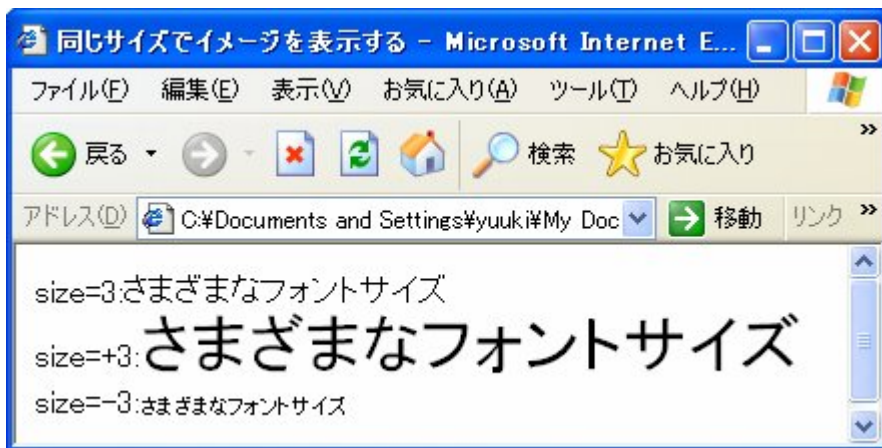 同じサイズでイメージを表示する - Microsoft Internet E...
ファイル(F) 編集(E) 表示(V) お気に入り(A) ツール(T) ヘルプ(H)
戻る 検索 お気に入り »
アドレス(D) C:¥Documents and Settings¥yuuki¥My Doc 移動 リンク »
size=3:さまざまなフォントサイズ
size=+3:さまざまなフォントサイズ
size=-3:さまざまなフォントサイズ